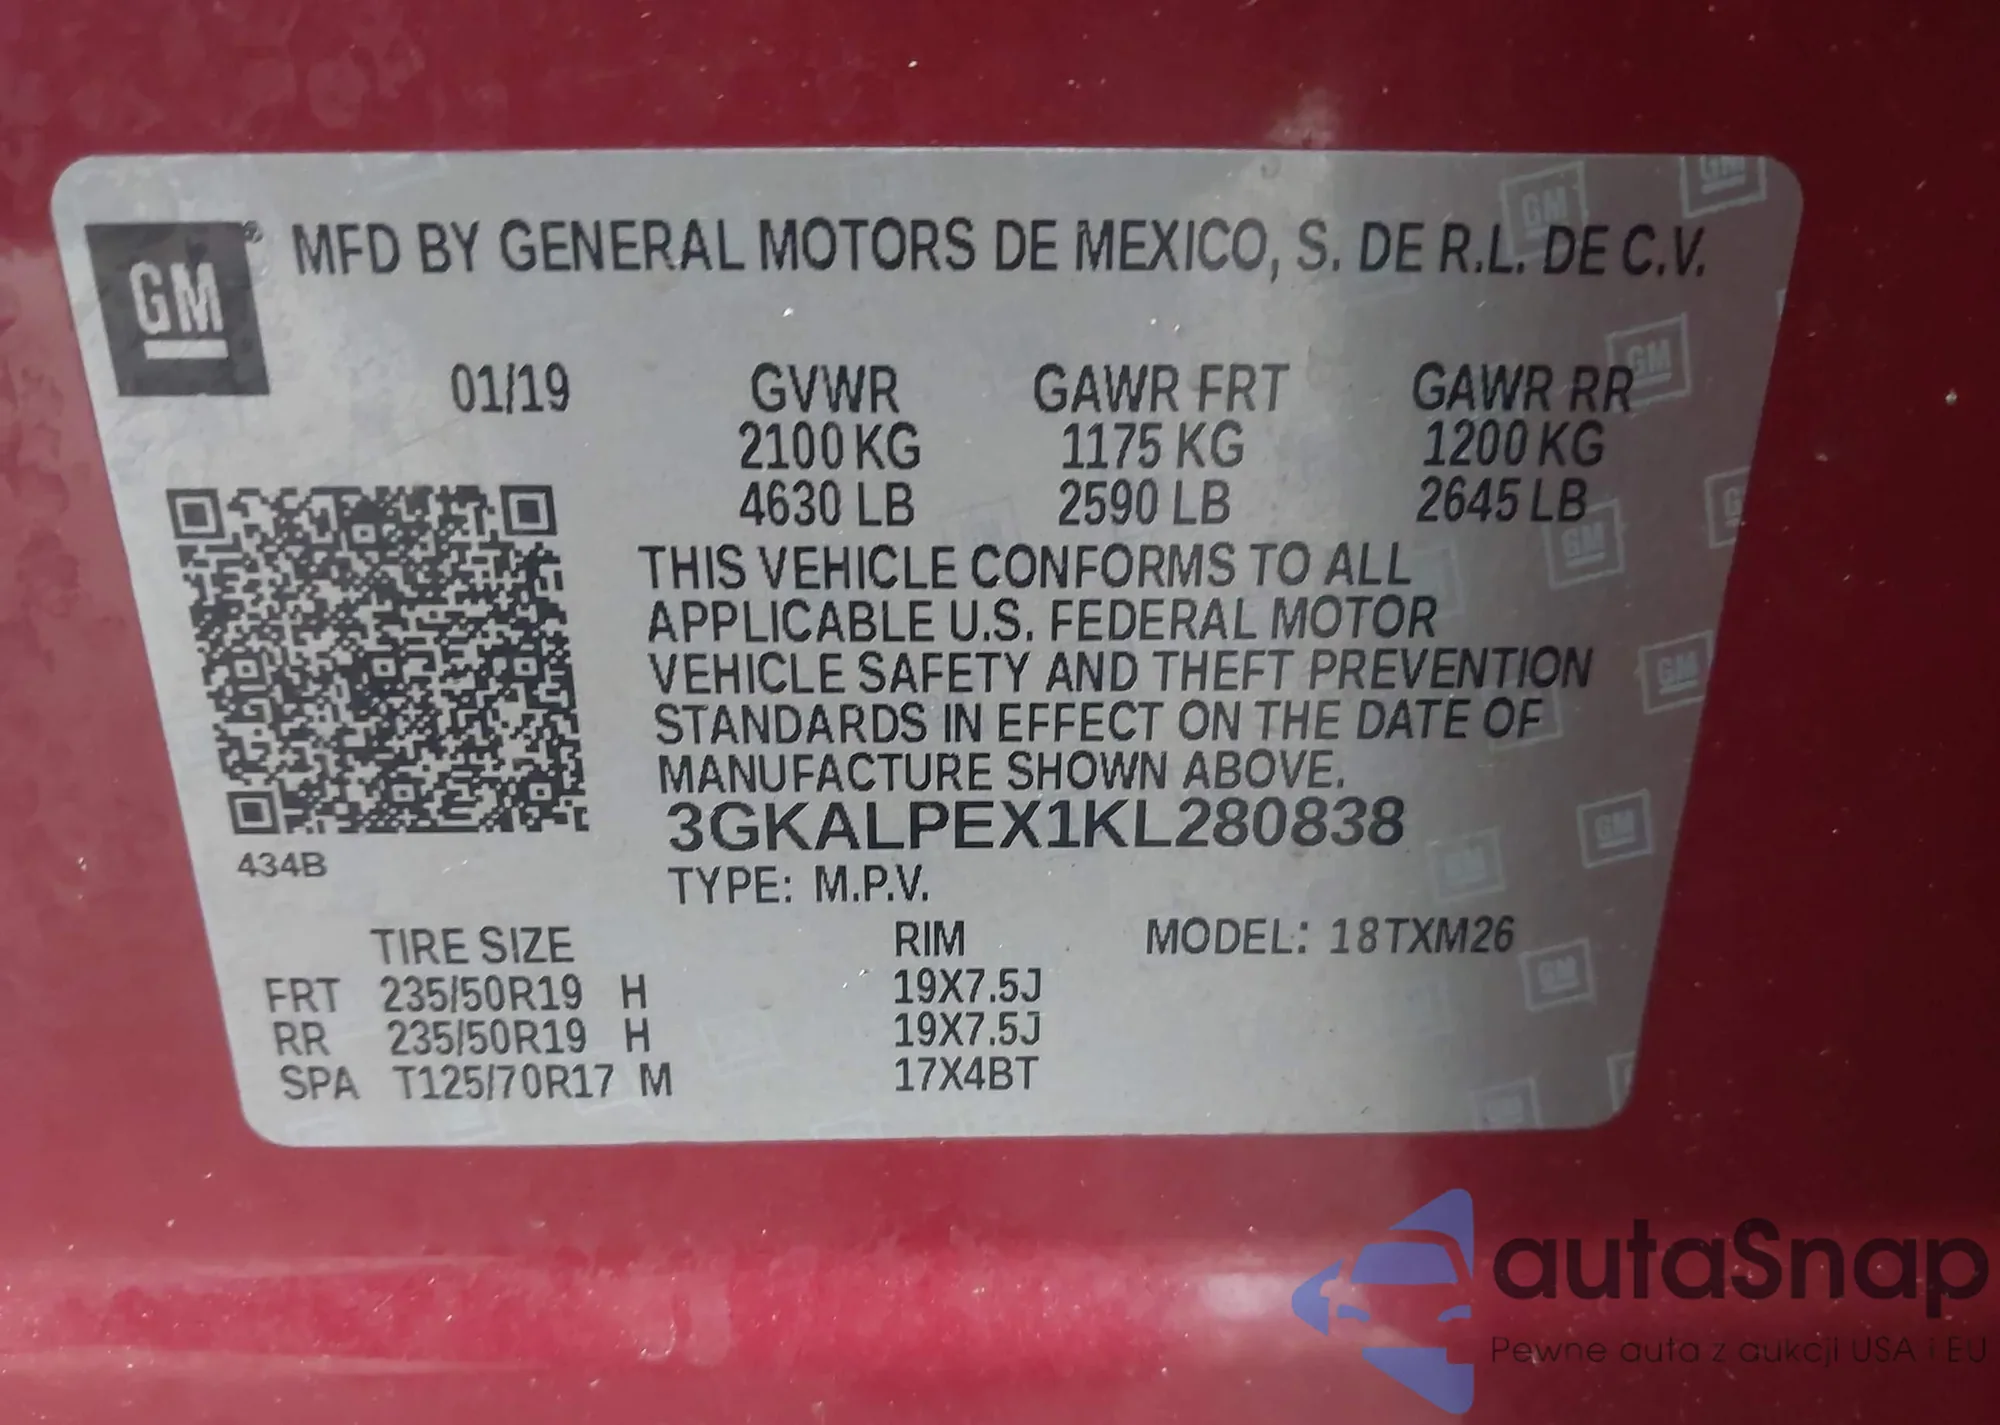 GM ® MFD BY GENERAL MOTORS DE MEXICO, S. DE R.L. DE C.V.
01/19 GVWR GAWR FRT GAWR RR
2100 KG 1175 KG 1200 KG
4630 LB 2590 LB 2645 LB
THIS VEHICLE CONFORMS TO ALL
APPLICABLE U.S. FEDERAL MOTOR
VEHICLE SAFETY AND THEFT PREVENTION
STANDARDS IN EFFECT ON THE DATE OF
MANUFACTURE SHOWN ABOVE.
3GKALPEX1KL280838
434B
TYPE: M.P.V.
TIRE SIZE RIM MODEL: 18TXM26
FRT 235/50R19 H 19X7.5J
RR 235/50R19 H 19X7.5J
SPA T125/70R17 M 17X4BT
autaSnap
Pewne auta z aukcji USA i EU